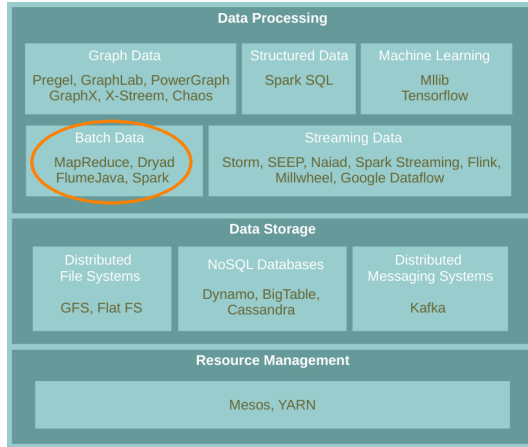 Data Processing
Graph Data
Pregel, GraphLab, PowerGraph
GraphX, X-Streem, Chaos
Structured Data
Spark SQL
Machine Learning
Mllib
Tensorflow
Batch Data
MapReduce, Dryad
FlumeJava, Spark
Streaming Data
Storm, SEEP, Naiad, Spark Streaming, Flink,
Millwheel, Google Dataflow
Data Storage
Distributed
File Systems
GFS, Flat FS
NoSQL Databases
Dynamo, BigTable,
Cassandra
Distributed
Messaging Systems
Kafka
Resource Management
Mesos, YARN